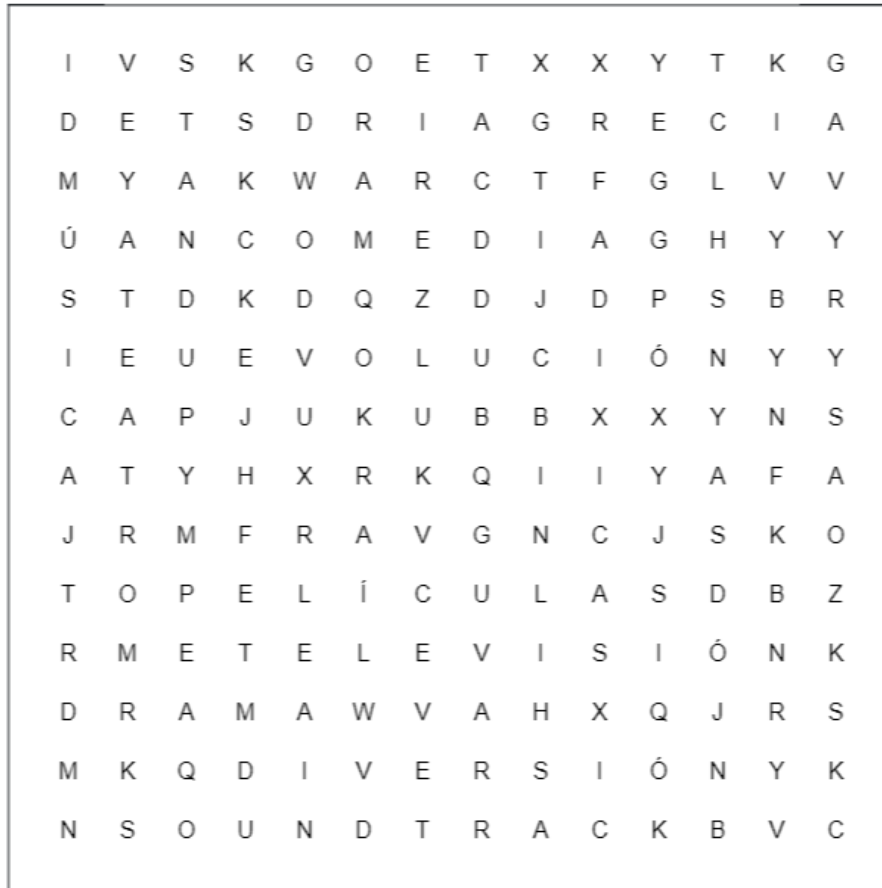 I V S K G O E T X X Y T K G
D E T S D R I A G R E C I A
M Y A K W A R C T F G L V V
Ú A N C O M E D I A G H Y Y
S T D K D Q Z D J D P S B R
I E U E V O L U C I Ó N Y Y
C A P J U K U B B X X Y N S
A T Y H X R K Q I I Y A F A
J R M F R A V G N C J S K O
T O P E L Í C U L A S D B Z
R M E T E L E V I S I Ó N K
D R A M A W V A H X Q J R S
M K Q D I V E R S I Ó N Y K
N S O U N D T R A C K B V C